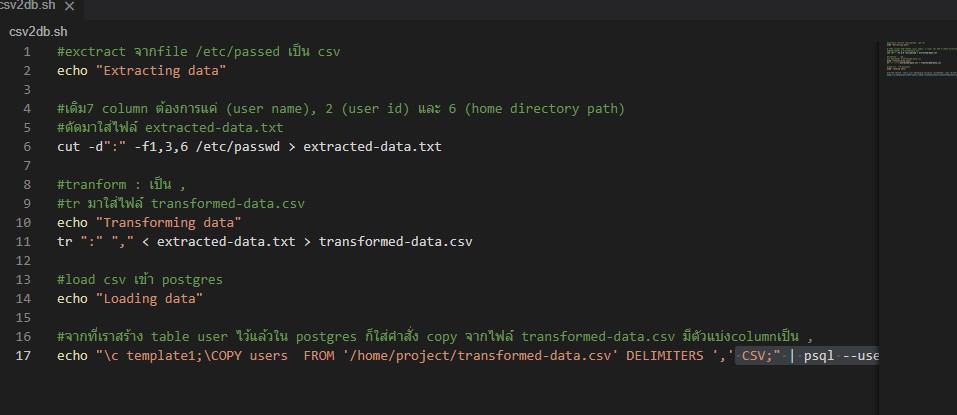 csv2db.sh ×
csv2db.sh
1 #exctract จากfile /etc/passed เป็น csv
2 echo "Extracting data"
3
4 #เดิม7 column ต้องการแค่ (user name), 2 (user id) และ 6 (home directory path)
5 #ตัดมาใส่ไฟล์ extracted-data.txt
6 cut -d":" -f1,3,6 /etc/passwd > extracted-data.txt
7
8 #tranform : เป็น ,
9 #tr มาใส่ไฟล์ transformed-data.csv
10 echo "Transforming data"
11 tr ":" "," < extracted-data.txt > transformed-data.csv
12
13 #load csv เข้า postgres
14 echo "Loading data"
15
16 #จากที่เราสร้าง table user ไว้แล้วใน postgres ก็ใส่คำสั่ง copy จากไฟล์ transformed-data.csv มีตัวแบ่งcolumnเป็น ,
17 echo "\c template1;\COPY users  FROM '/home/project/transformed-data.csv' DELIMITERS ',' CSV;" | psql --use